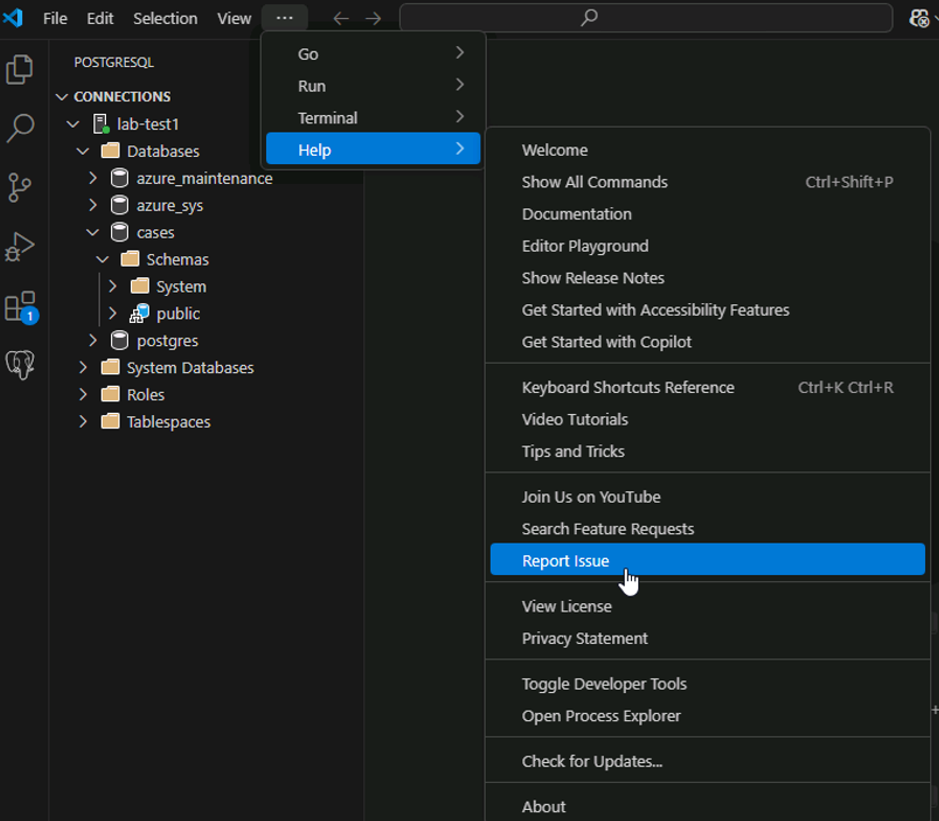 File Edit Selection View ...
POSTGRESQL
CONNECTIONS
lab-test1
Databases
azure_maintenance
azure_sys
cases
Schemas
System
public
postgres
System Databases
Roles
Tablespaces
1
Go
Run
Terminal
Help
Welcome
Show All Commands Ctrl+Shift+P
Documentation
Editor Playground
Show Release Notes
Get Started with Accessibility Features
Get Started with Copilot
Keyboard Shortcuts Reference Ctrl+K Ctrl+R
Video Tutorials
Tips and Tricks
Join Us on YouTube
Search Feature Requests
Report Issue
View License
Privacy Statement
Toggle Developer Tools
Open Process Explorer
Check for Updates...
About